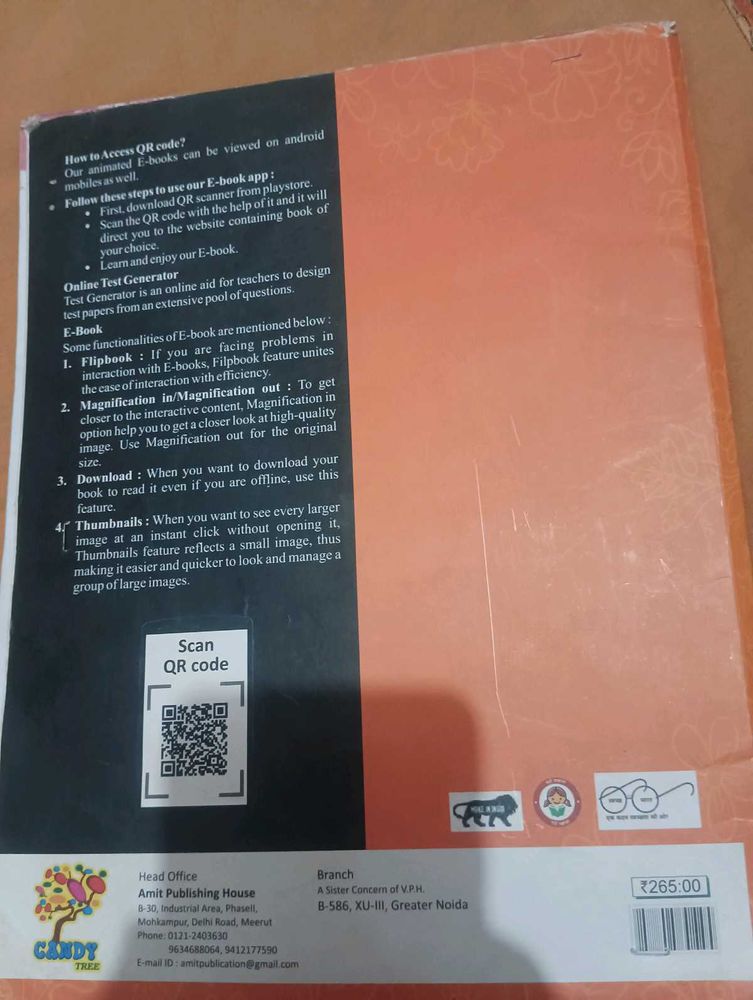 How to Access QR code?
Our animated E-books can be viewed on android
mobiles as well.
Follow these steps to use our E-book app :
• First, download QR scanner from playstore.
• Scan the QR code with the help of it and it will
direct you to the website containing book of
your choice.
• Learn and enjoy our E-book.
Online Test Generator
Test Generator is an online aid for teachers to design
test papers from an extensive pool of questions.
E-Book
Some functionalities of E-book are mentioned below :
1. Flipbook : If you are facing problems in
interaction with E-books, Filpbook feature unites
the ease of interaction with efficiency.
2. Magnification in/Magnification out : To get
closer to the interactive content, Magnification in
option help you to get a closer look at high-quality
image. Use Magnification out for the original
size.
3. Download : When you want to download your
book to read it even if you are offline, use this
feature.
4. Thumbnails : When you want to see every larger
image at an instant click without opening it,
Thumbnails feature reflects a small image, thus
making it easier and quicker to look and manage a
group of large images.
Scan
QR code
MAKE IN INDIA
स्वच्छ भारत
एक कदम स्वच्छता की ओर
CANDY
TREE
Head Office
Amit Publishing House
B-30, Industrial Area, PhaseII,
Mohkampur, Delhi Road, Meerut
Phone: 0121-2403630
9634688064, 9412177590
E-mail ID : amitpublication@gmail.com
Branch
A Sister Concern of V.P.H.
B-586, XU-III, Greater Noida
₹265:00